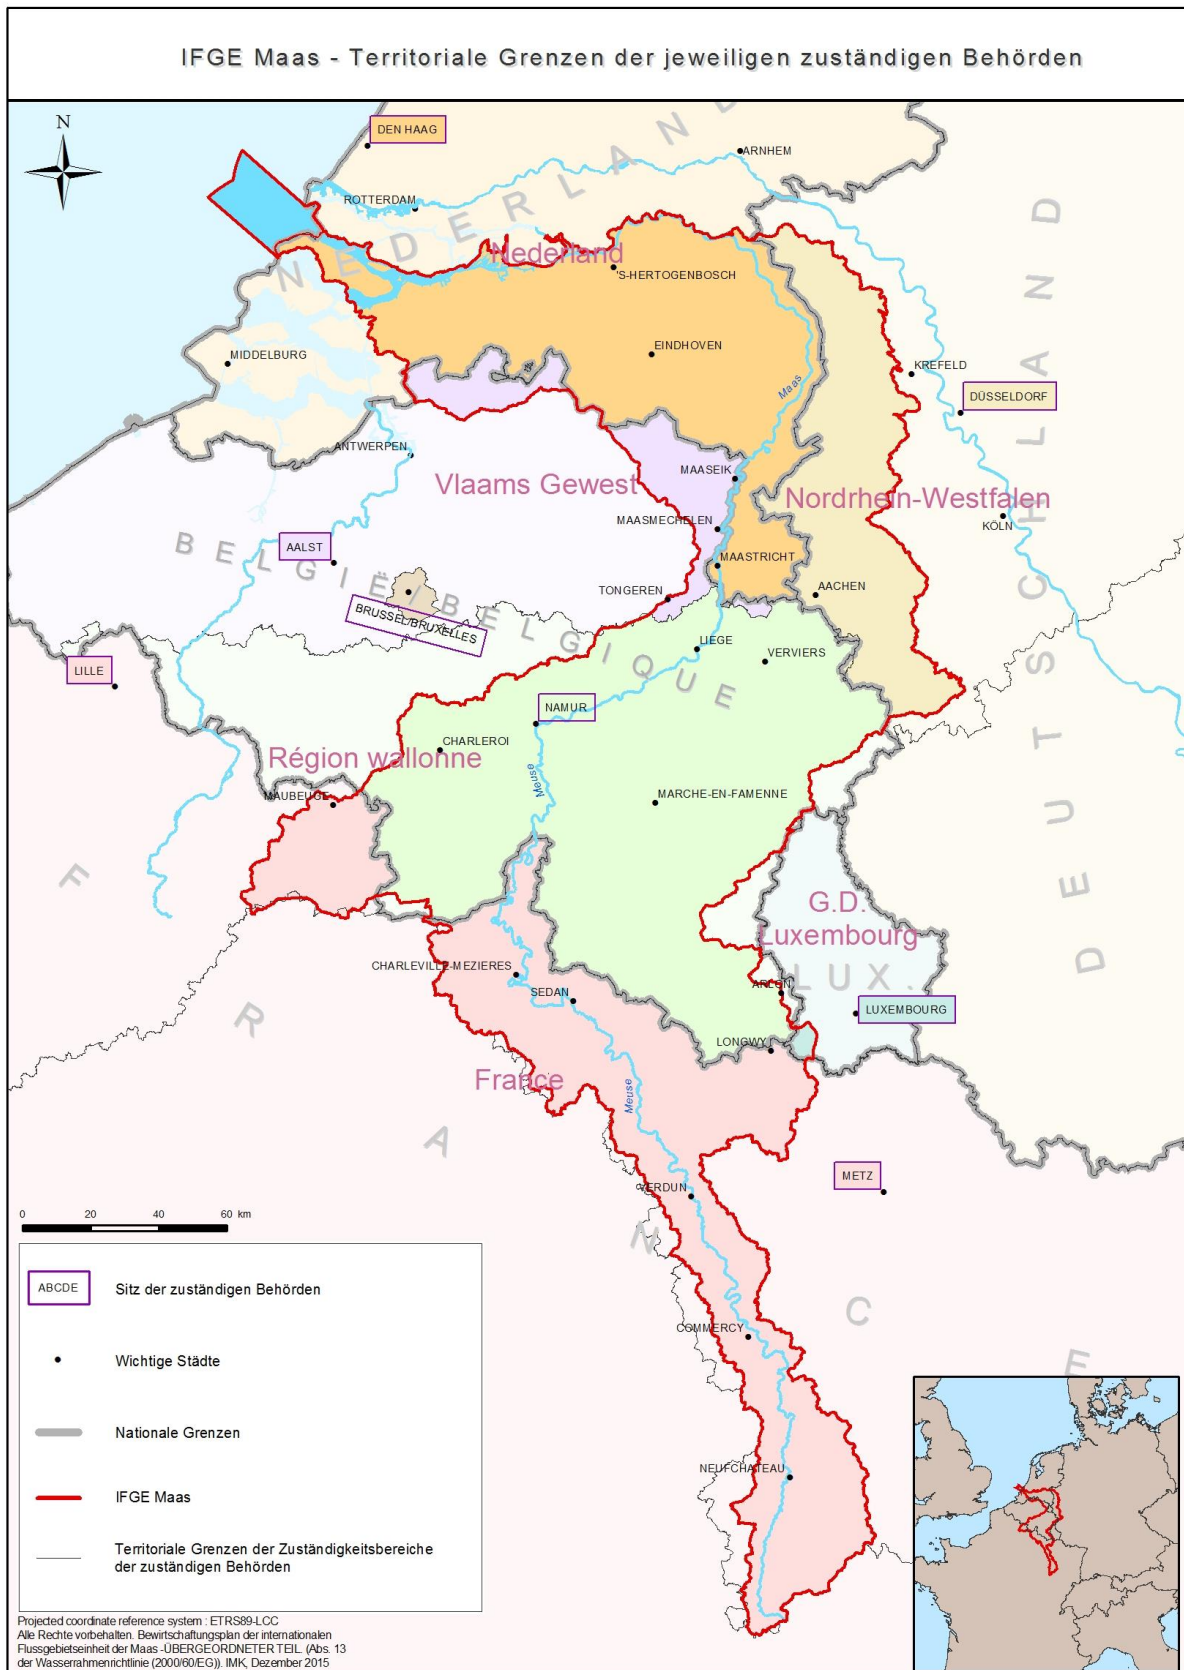 IFGE Maas - Territoriale Grenzen der jeweiligen zuständigen Behörden
N
DEN HAAG
ARNHEM
ROTTERDAM
NEDERLAND
Nederland
'S-HERTOGENBOSCH
MIDDELBURG
EINDHOVEN
Maas
KREFELD
DÜSSELDORF
DEUTSCHLAND
ANTWERPEN
Vlaams Gewest
MAASEIK
Nordrhein-Westfalen
MAASMECHELEN
KÖLN
AALST
BELGIË / BELGIQUE
MAASTRICHT
AACHEN
TONGEREN
BRUSSEL/BRUXELLES
LIEGE
VERVIERS
LILLE
NAMUR
CHARLEROI
Région wallonne
Meuse
MAUBEUGE
MARCHE-EN-FAMENNE
FRANCE
G.D.
Luxembourg
LUX.
CHARLEVILLE-MEZIERES
SEDAN
ARLON
LUXEMBOURG
LONGWY
France
Meuse
METZ
VERDUN
COMMERCY
NEUFCHATEAU
0 20 40 60 km
ABCDE Sitz der zuständigen Behörden
Wichtige Städte
Nationale Grenzen
IFGE Maas
Territoriale Grenzen der Zuständigkeitsbereiche
der zuständigen Behörden
Projected coordinate reference system : ETRS89-LCC
Alle Rechte vorbehalten. Bewirtschaftungsplan der internationalen
Flussgebietseinheit der Maas -ÜBERGEORDNETER TEIL. (Abs. 13
der Wasserrahmenrichtlinie (2000/60/EG)). IMK, Dezember 2015